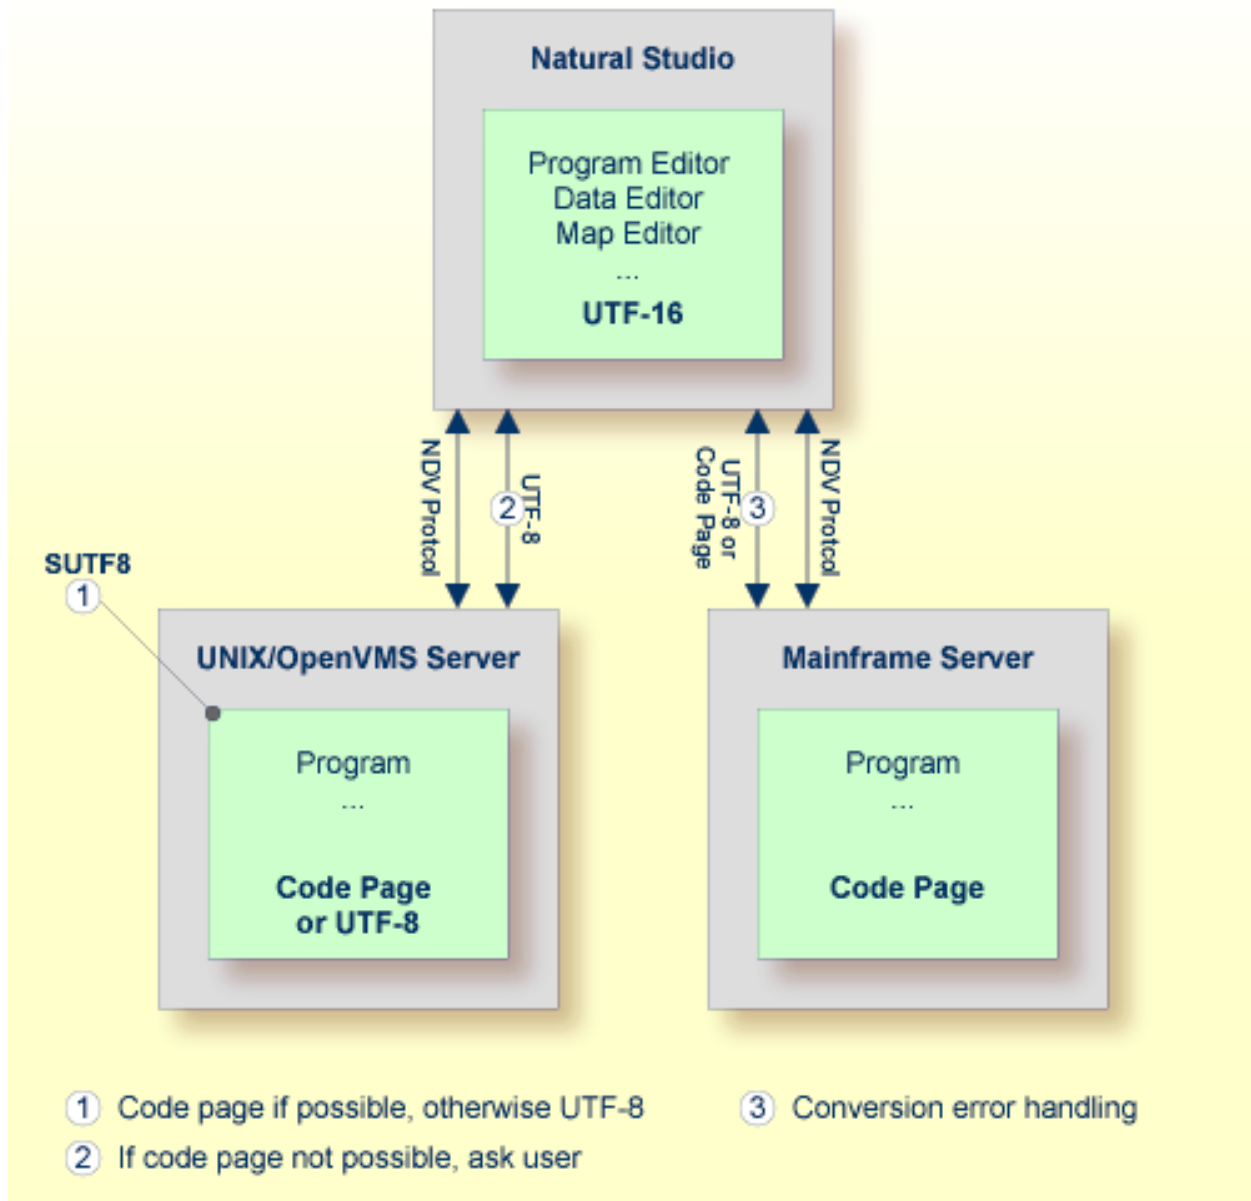 Natural Studio
Program Editor
Data Editor
Map Editor
...
UTF-16
NDV Protcol
2
UTF-8
UTF-8 or
Code Page
3
NDV Protcol
SUTF8
1
UNIX/OpenVMS Server
Program
...
Code Page
or UTF-8
Mainframe Server
Program
...
Code Page
1 Code page if possible, otherwise UTF-8
2 If code page not possible, ask user
3 Conversion error handling